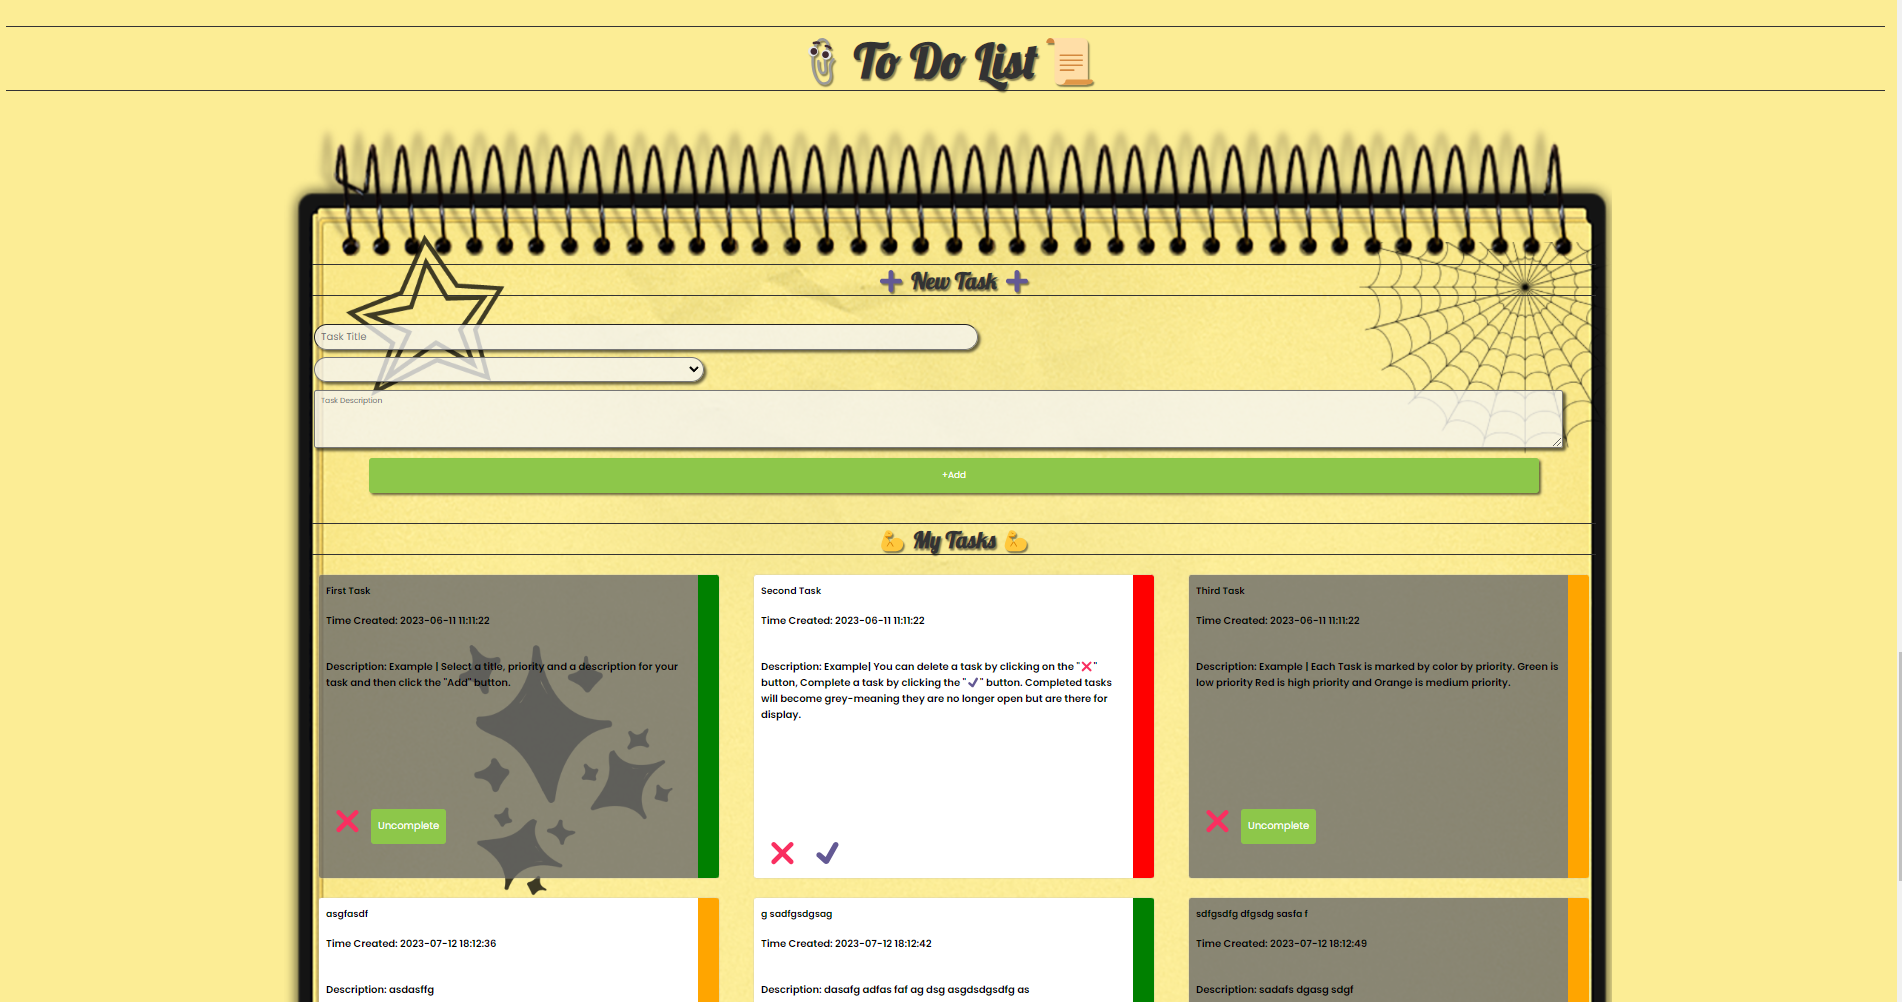 To Do List
New Task
Task Title
Task Description
+Add
My Tasks
First Task
Time Created: 2023-06-11 11:11:22
Description: Example | Select a title, priority and a description for your
task and then click the "Add" button.
Uncomplete
Second Task
Time Created: 2023-06-11 11:11:22
Description: Example| You can delete a task by clicking on the "❌"
button, Complete a task by clicking the "✔" button. Completed tasks
will become grey-meaning they are no longer open but are there for
display.
Third Task
Time Created: 2023-06-11 11:11:22
Description: Example | Each Task is marked by color by priority. Green is
low priority Red is high priority and Orange is medium priority.
Uncomplete
asgfasdf
Time Created: 2023-07-12 18:12:36
Description: asdasffg
g sadfgsdgsag
Time Created: 2023-07-12 18:12:42
Description: dasafg adfas faf ag dsg asgdsdgsdfg as
sdfgsdfg dfgsdg sasfa f
Time Created: 2023-07-12 18:12:49
Description: sadafs dgasg sdgf